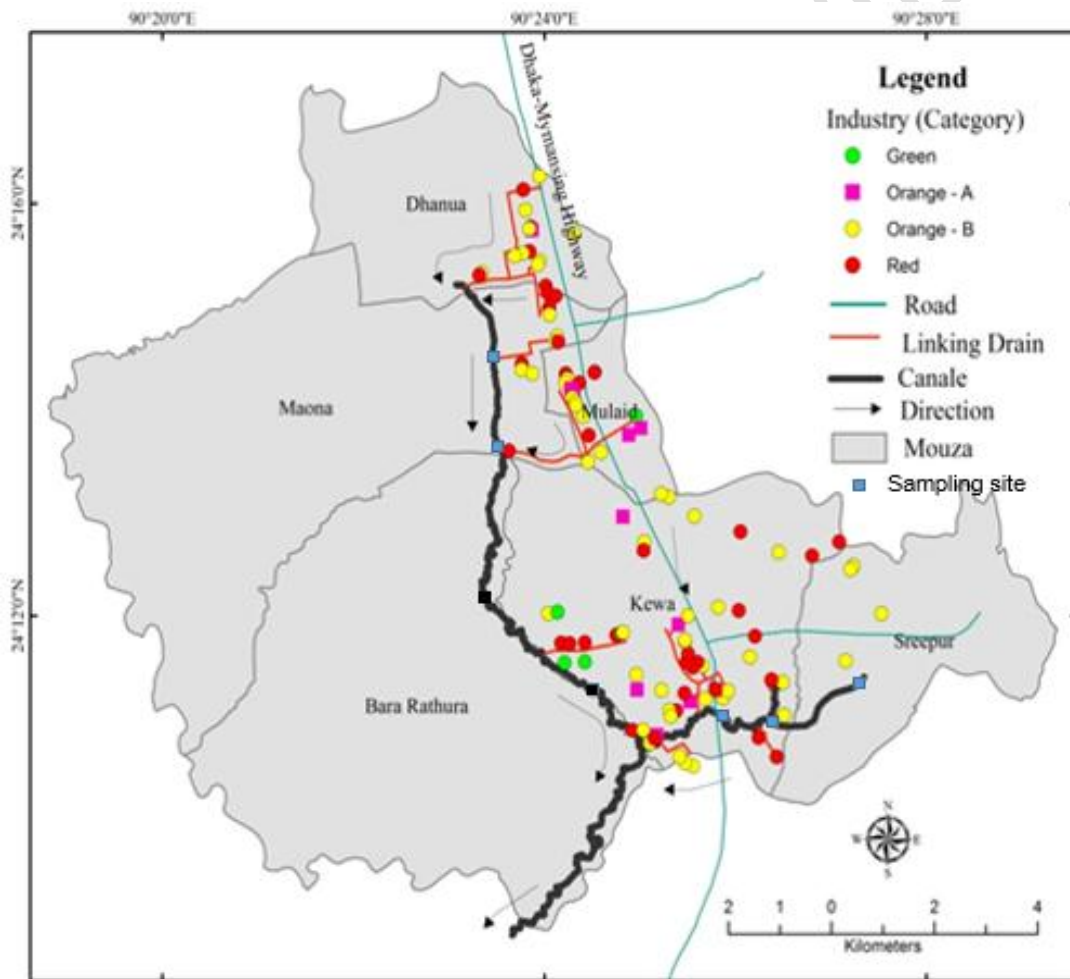 90°20'0"E
90°24'0"E
90°28'0"E
24°16'0"N
24°12'0"N
Dhaka-Mymansing Highway
Legend
Industry (Category)
Green
Orange - A
Orange - B
Red
Road
Linking Drain
Canale
Direction
Mouza
Sampling site
Dhanua
Maona
Mulaid
Kewa
Sreepur
Bara Rathura
N
W
E
S
2 1 0 2 4
Kilometers